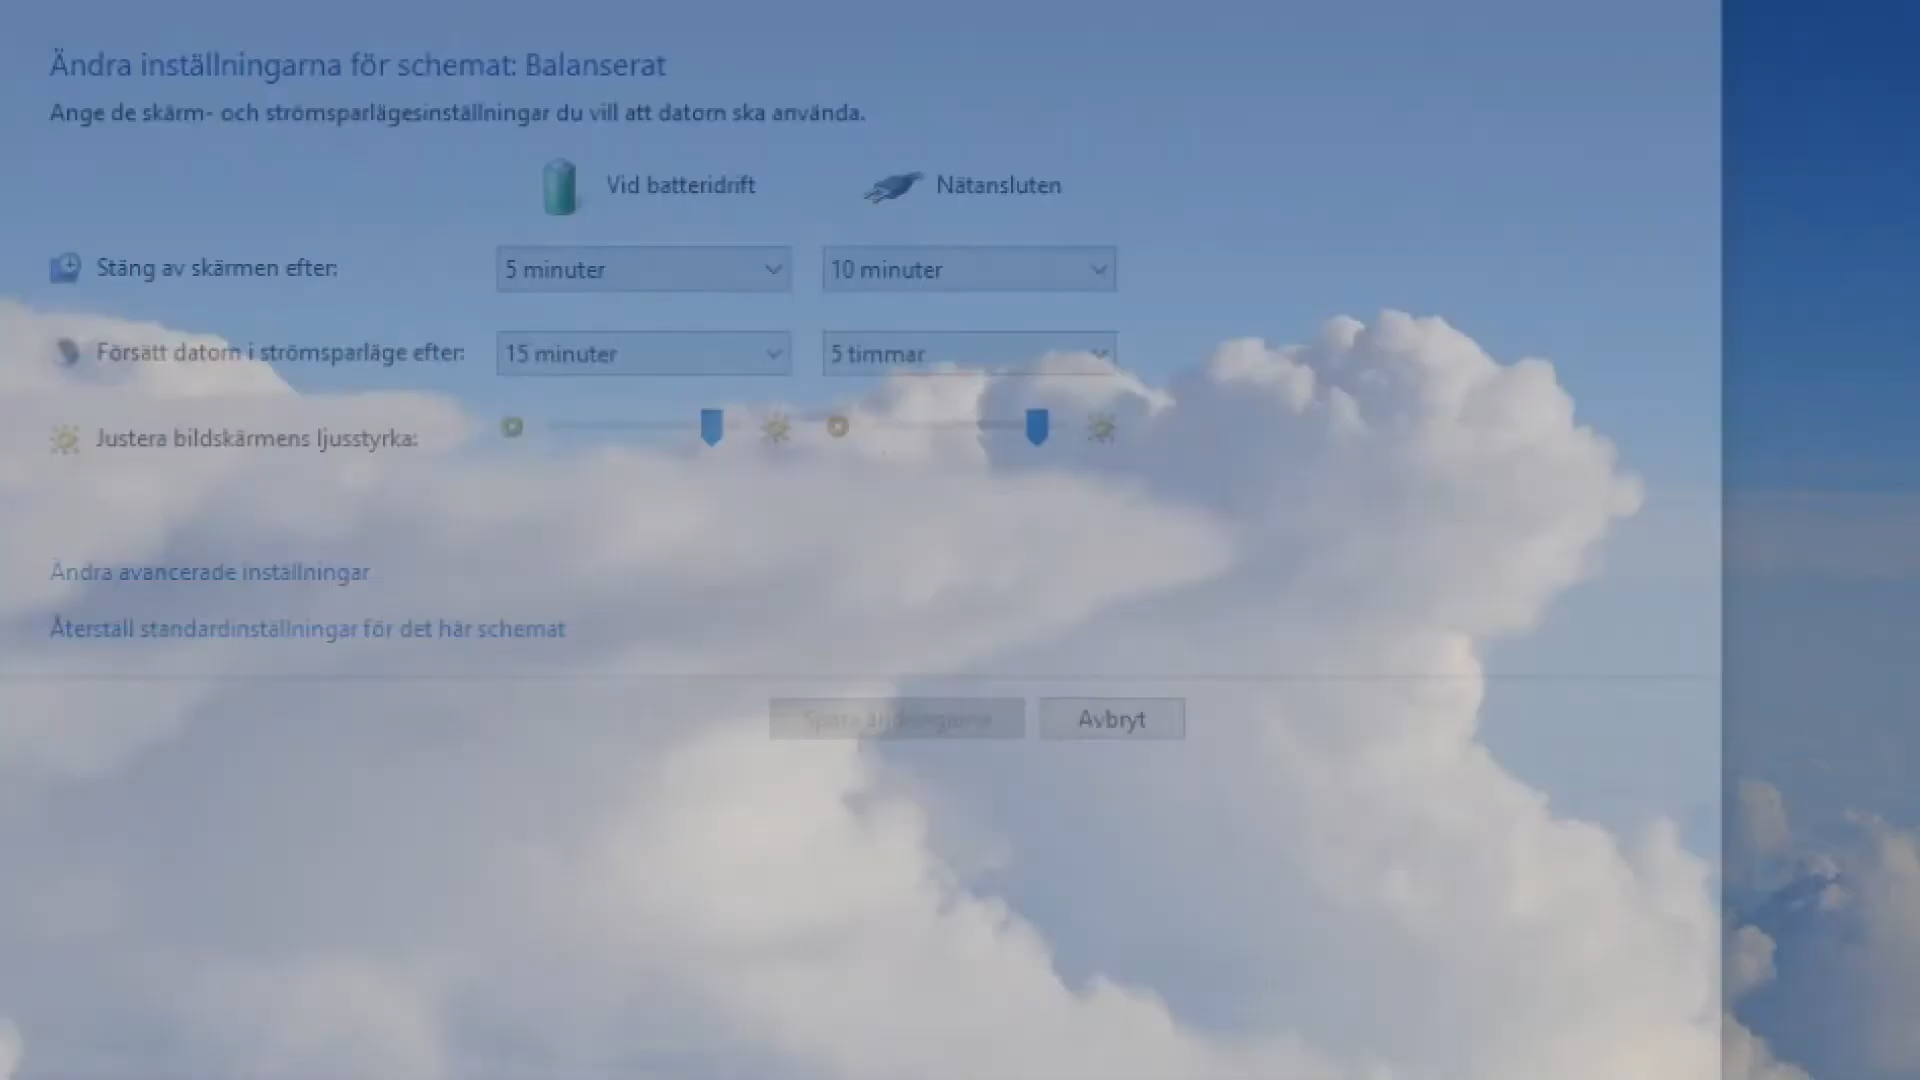 Ändra inställningarna för schemat: Balanserat
Ange de skärm- och strömsparlägesinställningar du vill att datorn ska använda.
Vid batteridrift
Nätansluten
Stäng av skärmen efter:
5 minuter
10 minuter
Försätt datorn i strömsparläge efter:
15 minuter
5 timmar
Justera bildskärmens ljusstyrka:
Ändra avancerade inställningar
Återställ standardinställningar för det här schemat
Spara ändringarna
Avbryt